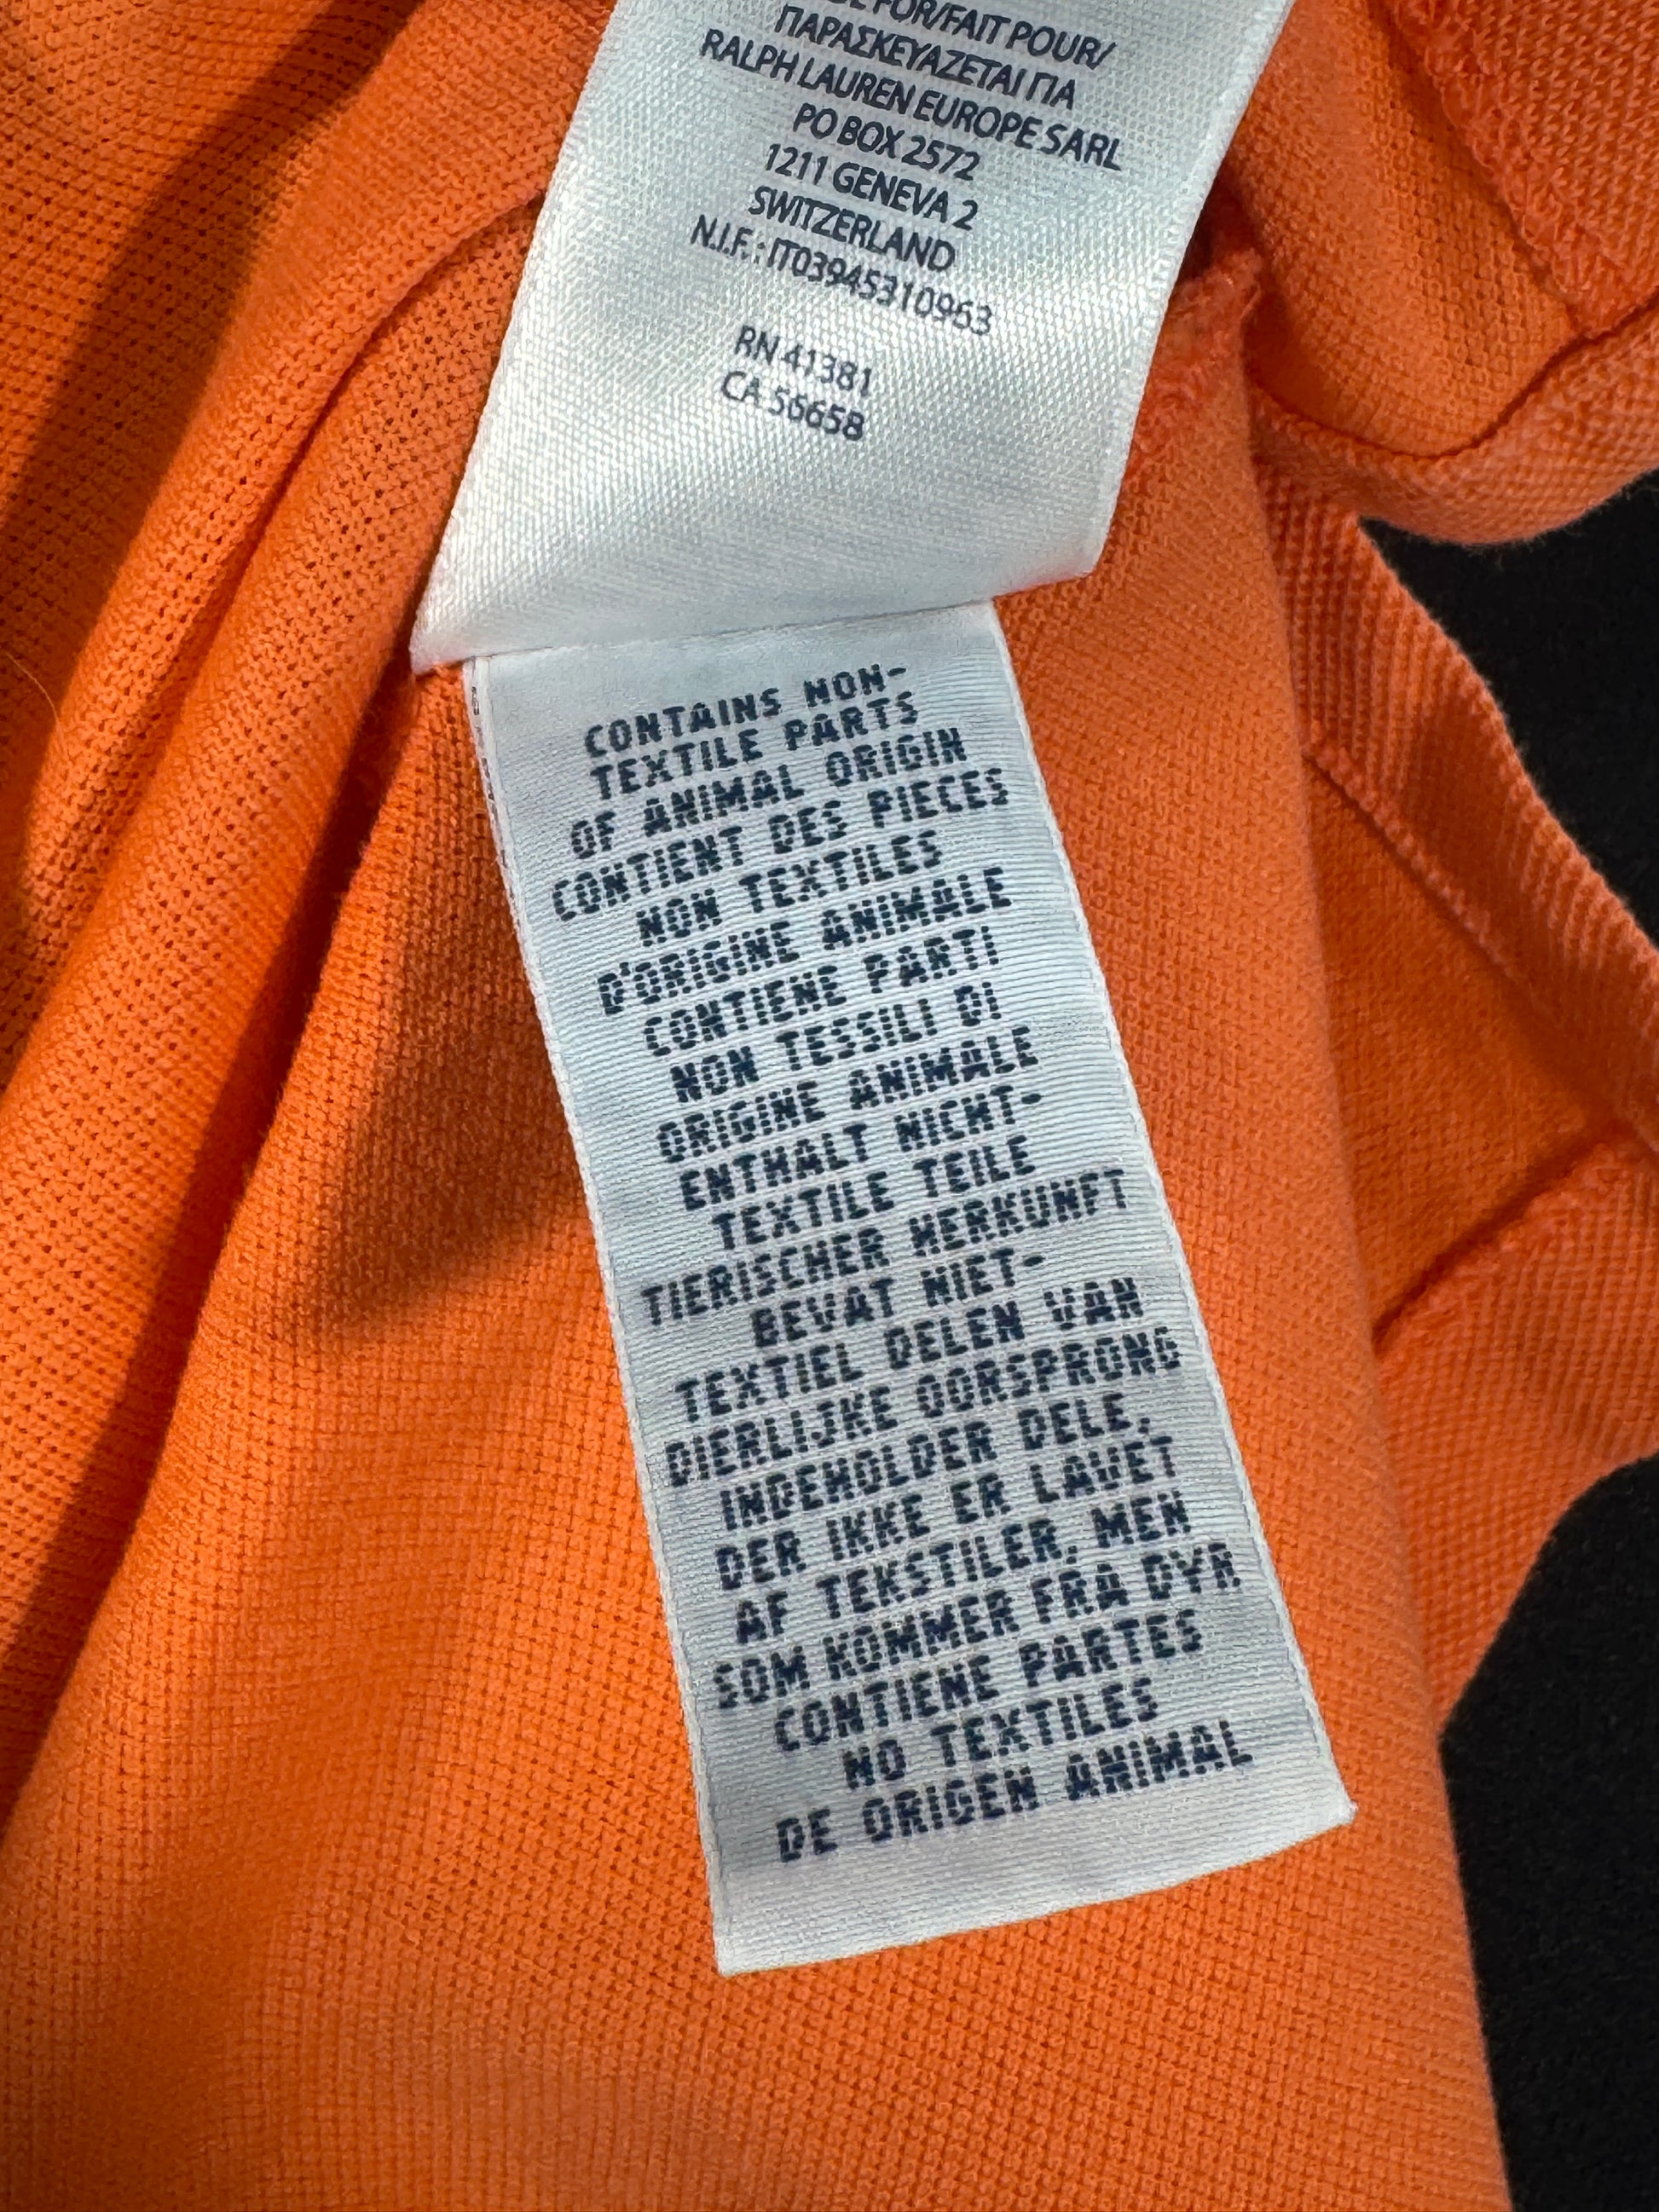 FOR/FAIT POUR/
ΠΑΡΑΣΚΕΥΑΖΕΤΑΙ ΓΙΑ
RALPH LAUREN EUROPE SARL
PO BOX 2572
1211 GENEVA 2
SWITZERLAND
N.I.F. : IT03945310963
RN 41381
CA 56658
CONTAINS NON-
TEXTILE PARTS
OF ANIMAL ORIGIN
CONTIENT DES PIECES
NON TEXTILES
D'ORIGINE ANIMALE
CONTIENE PARTI
NON TESSILI DI
ORIGINE ANIMALE
ENTHALT NICHT-
TEXTILE TEILE
TIERISCHER HERKUNFT
BEVAT NIET-
TEXTIEL DELEN VAN
DIERLIJKE OORSPRONG
INDEHOLDER DELE,
DER IKKE ER LAVET
AF TEKSTILER, MEN
SOM KOMMER FRA DYR
CONTIENE PARTES
NO TEXTILES
DE ORIGEN ANIMAL